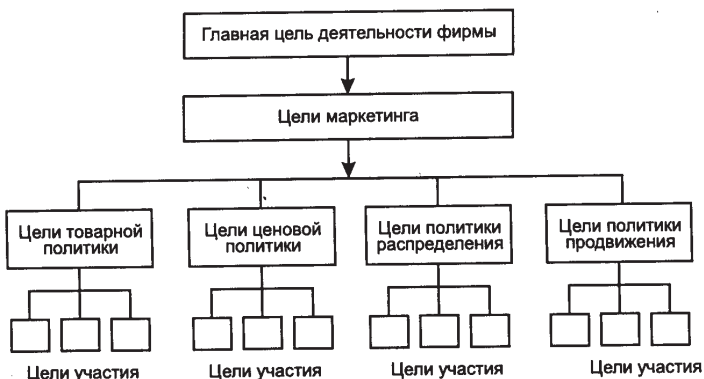 Главная цель деятельности фирмы
Цели маркетинга
Цели товарной
политики
Цели ценовой
политики
Цели политики
распределения
Цели политики
продвижения
Цели участия
Цели участия
Цели участия
Цели участия